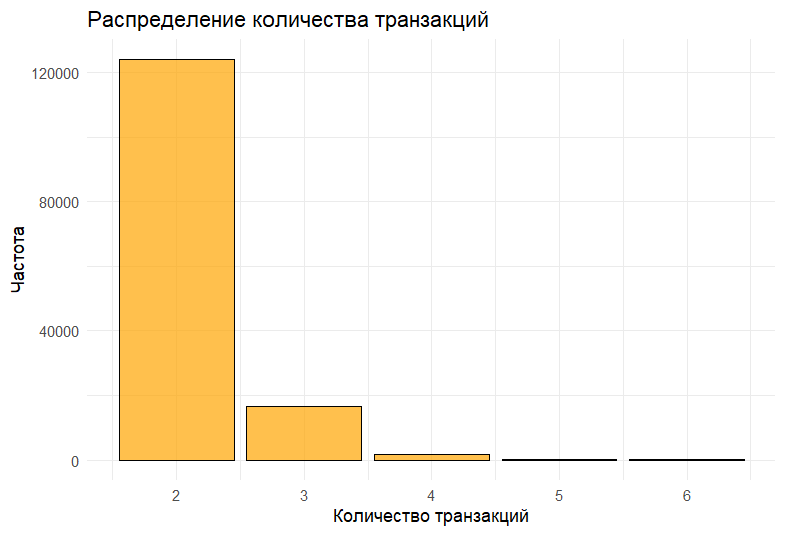 Распределение количества транзакций
120000
80000
40000
0
Частота
2 3 4 5 6
Количество транзакций